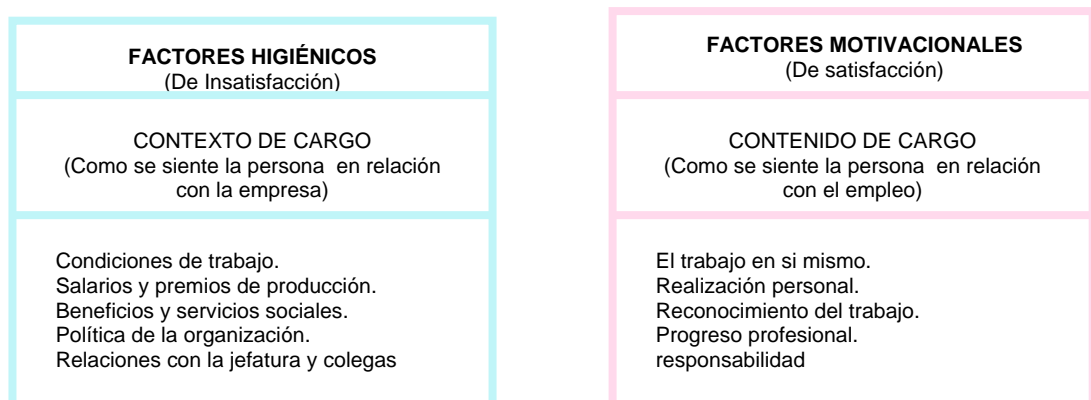 FACTORES HIGIÉNICOS
(De Insatisfacción)
CONTEXTO DE CARGO
(Como se siente la persona  en relación
con la empresa)
Condiciones de trabajo.
Salarios y premios de producción.
Beneficios y servicios sociales.
Política de la organización.
Relaciones con la jefatura y colegas
FACTORES MOTIVACIONALES
(De satisfacción)
CONTENIDO DE CARGO
(Como se siente la persona  en relación
con el empleo)
El trabajo en si mismo.
Realización personal.
Reconocimiento del trabajo.
Progreso profesional.
responsabilidad